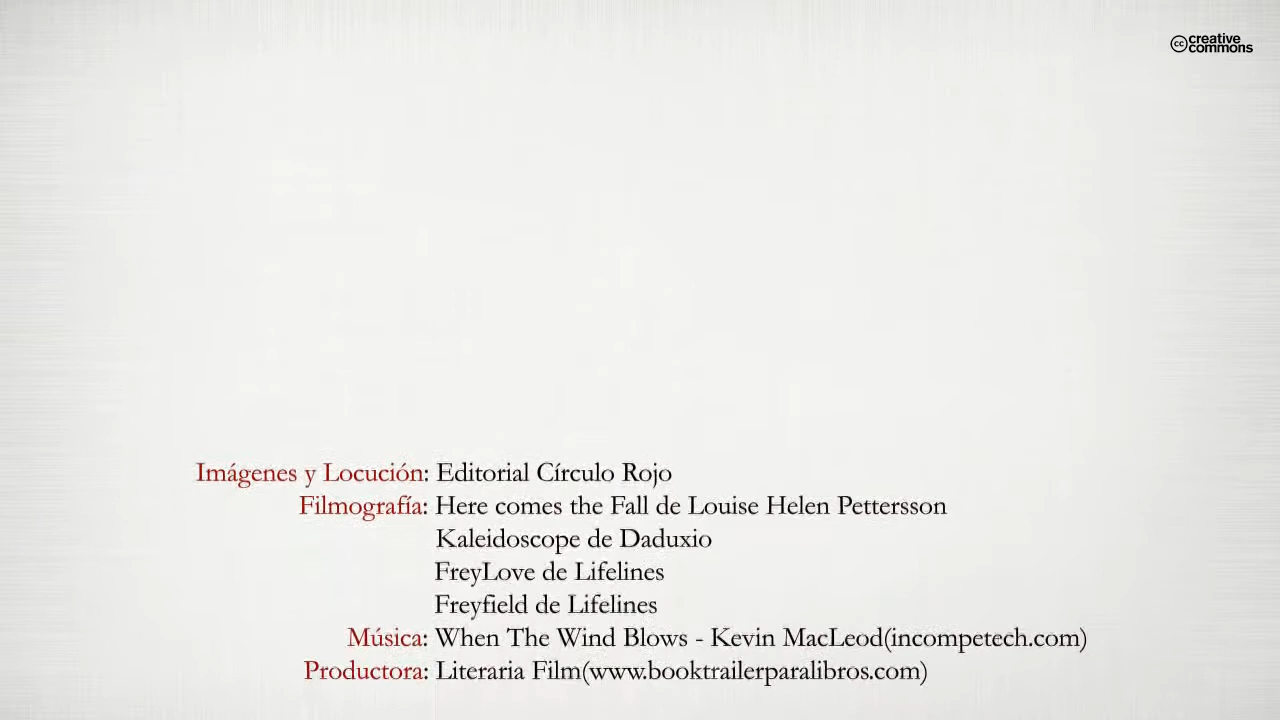 creative
commons
Imágenes y Locución: Editorial Círculo Rojo
Filmografía: Here comes the Fall de Louise Helen Pettersson
Kaleidoscope de Daduxio
FreyLove de Lifelines
Freyfield de Lifelines
Música: When The Wind Blows - Kevin MacLeod(incompetech.com)
Productora: Literaria Film(www.booktrailerparalibros.com)